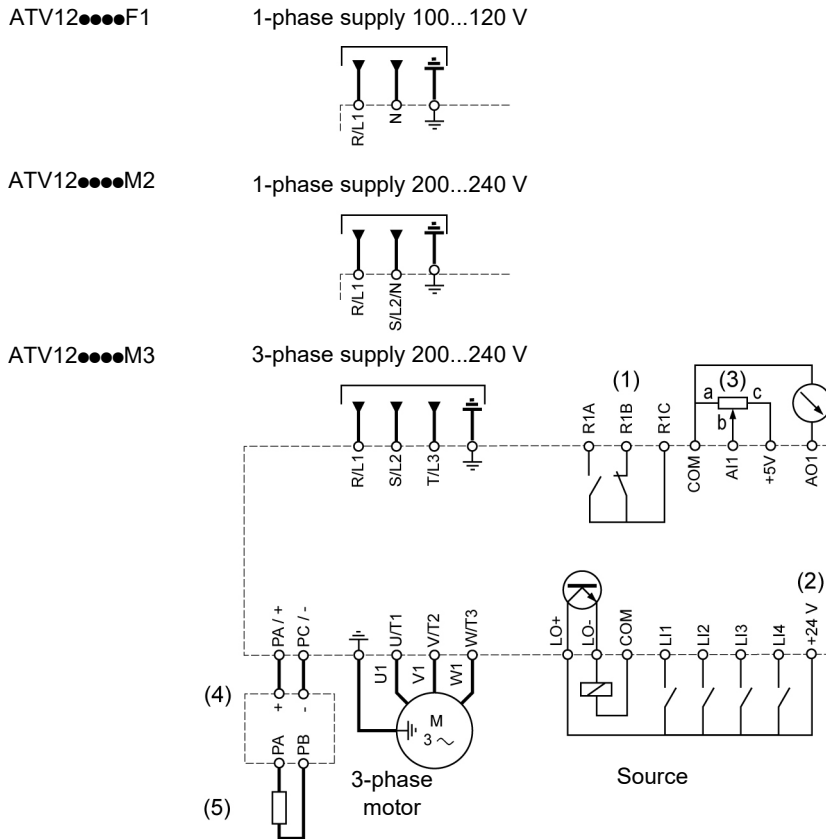 ATV12●●●●F1 1-phase supply 100...120 V
R/L1 N
ATV12●●●●M2 1-phase supply 200...240 V
R/L1 S/L2/N
ATV12●●●●M3 3-phase supply 200...240 V
(1) (3)
a c
b
R/L1 S/L2 T/L3 R1A R1B R1C COM AI1 +5V AO1
(2)
PA / + PC / - U/T1 V/T2 W/T3 LO+ LO- COM LI1 LI2 LI3 LI4 +24 V
U1 V1 W1
(4)
+ -
M
3 ~
PA PB
3-phase
motor
Source
(5)